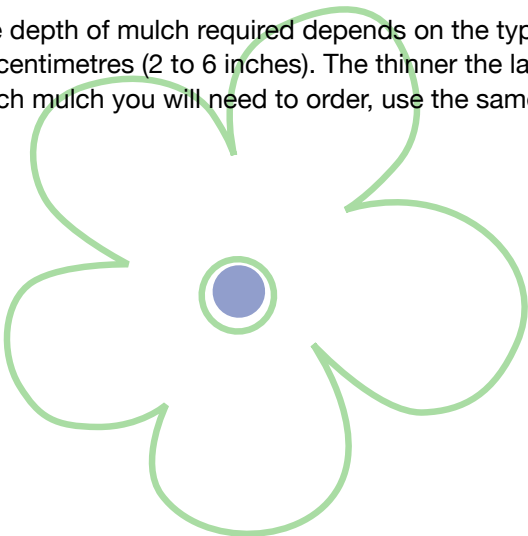 depth of mulch required depends on the typ
centimetres (2 to 6 inches). The thinner the la
ch mulch you will need to order, use the same